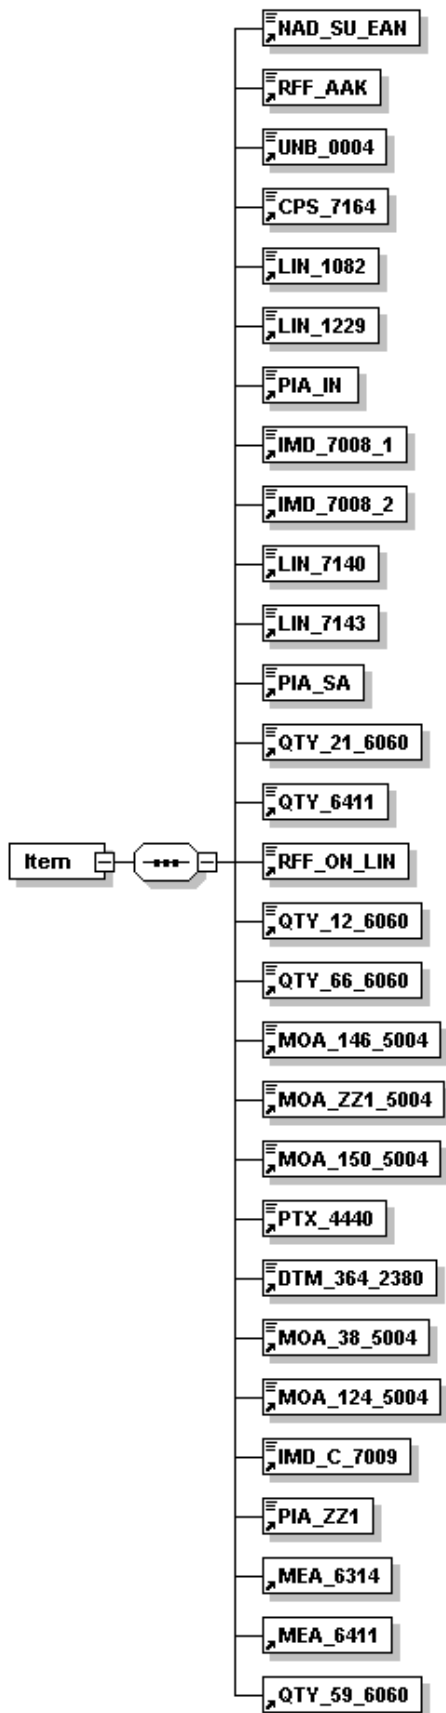 NAD_SU_EAN
RFF_AAK
UNB_0004
CPS_7164
LIN_1082
LIN_1229
PIA_IN
IMD_7008_1
IMD_7008_2
LIN_7140
LIN_7143
PIA_SA
QTY_21_6060
QTY_6411
Item
RFF_ON_LIN
QTY_12_6060
QTY_66_6060
MOA_146_5004
MOA_ZZ1_5004
MOA_150_5004
PTX_4440
DTM_364_2380
MOA_38_5004
MOA_124_5004
IMD_C_7009
PIA_ZZ1
MEA_6314
MEA_6411
QTY_59_6060